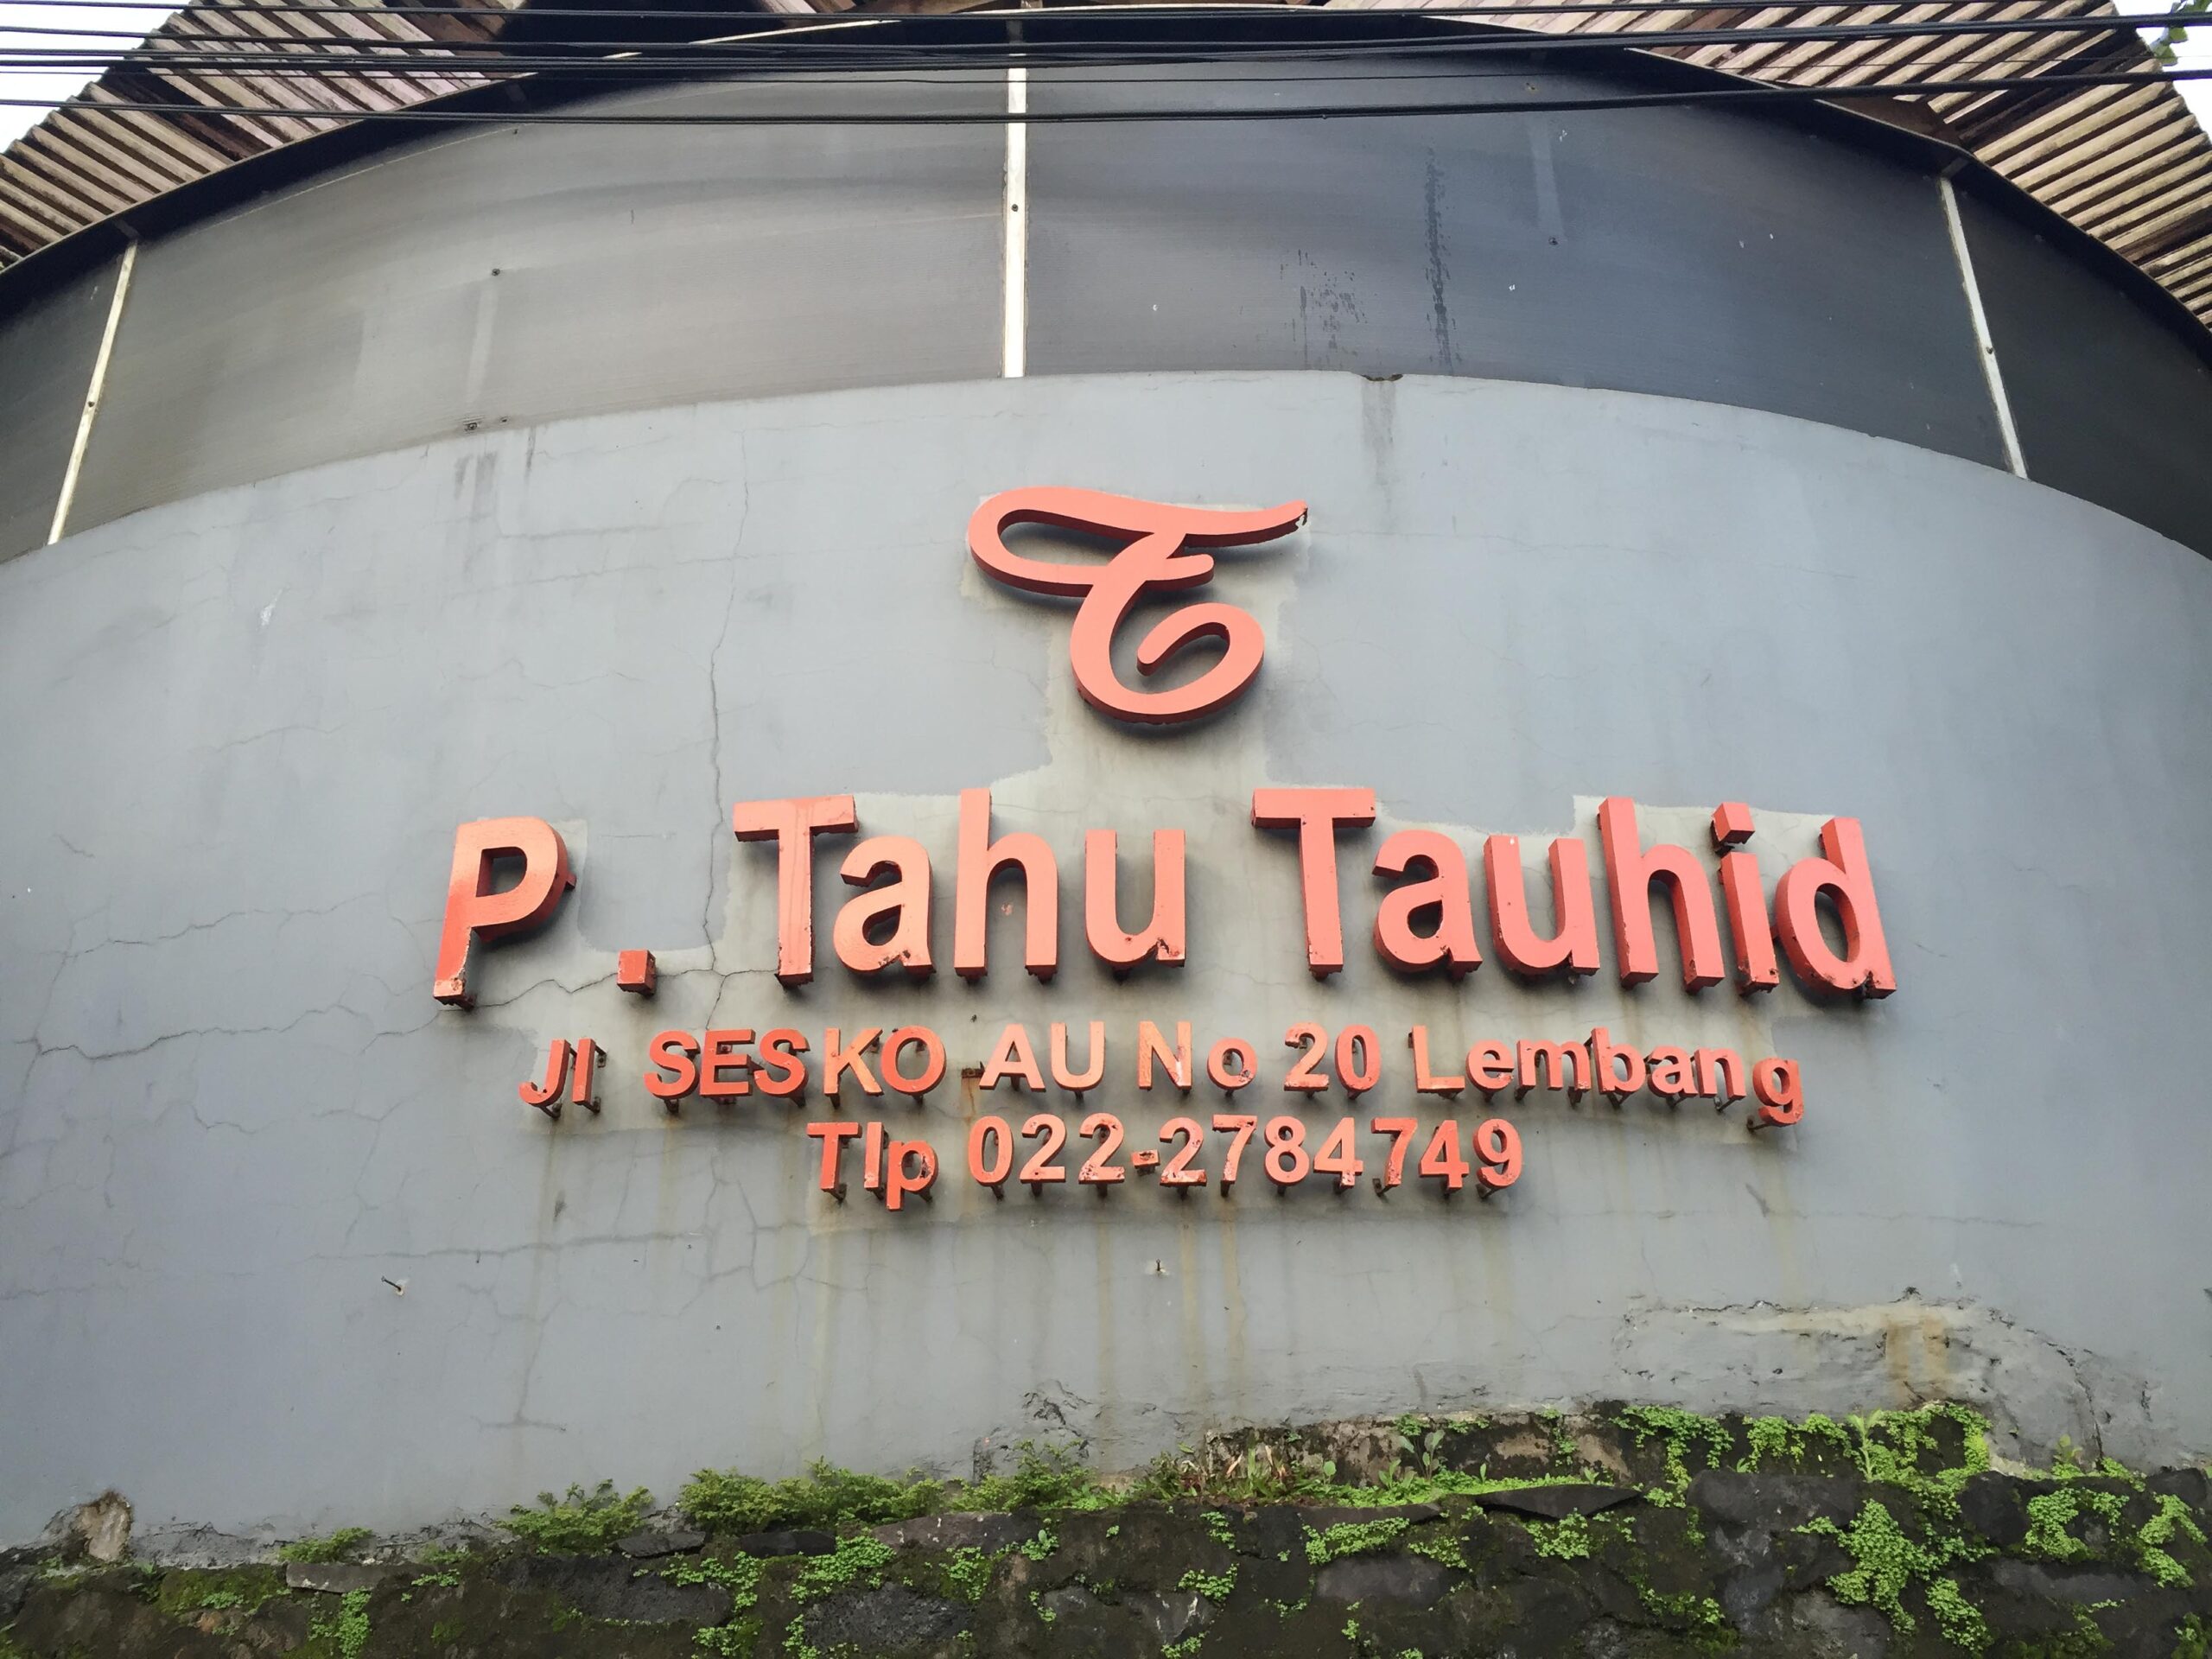 T
P. Tahu Tauhid
Jl SESKO AU No 20 Lembang
Tlp 022-2784749